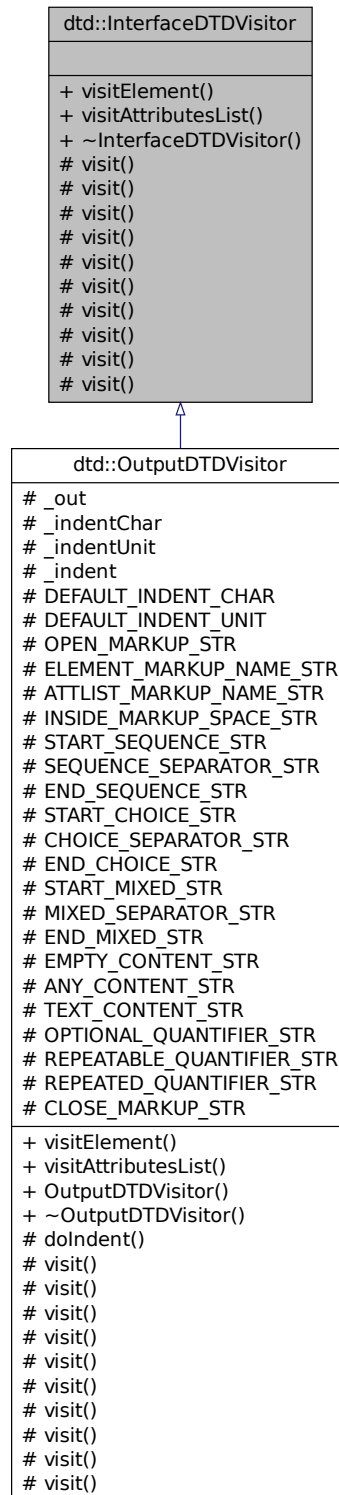 dtd::InterfaceDTDVisitor
+ visitElement()
+ visitAttributesList()
+ ~InterfaceDTDVisitor()
# visit()
# visit()
# visit()
# visit()
# visit()
# visit()
# visit()
# visit()
# visit()
# visit()
dtd::OutputDTDVisitor
# _out
# _indentChar
# _indentUnit
# _indent
# DEFAULT_INDENT_CHAR
# DEFAULT_INDENT_UNIT
# OPEN_MARKUP_STR
# ELEMENT_MARKUP_NAME_STR
# ATTLIST_MARKUP_NAME_STR
# INSIDE_MARKUP_SPACE_STR
# START_SEQUENCE_STR
# SEQUENCE_SEPARATOR_STR
# END_SEQUENCE_STR
# START_CHOICE_STR
# CHOICE_SEPARATOR_STR
# END_CHOICE_STR
# START_MIXED_STR
# MIXED_SEPARATOR_STR
# END_MIXED_STR
# EMPTY_CONTENT_STR
# ANY_CONTENT_STR
# TEXT_CONTENT_STR
# OPTIONAL_QUANTIFIER_STR
# REPEATABLE_QUANTIFIER_STR
# REPEATED_QUANTIFIER_STR
# CLOSE_MARKUP_STR
+ visitElement()
+ visitAttributesList()
+ OutputDTDVisitor()
+ ~OutputDTDVisitor()
# doIndent()
# visit()
# visit()
# visit()
# visit()
# visit()
# visit()
# visit()
# visit()
# visit()
# visit()